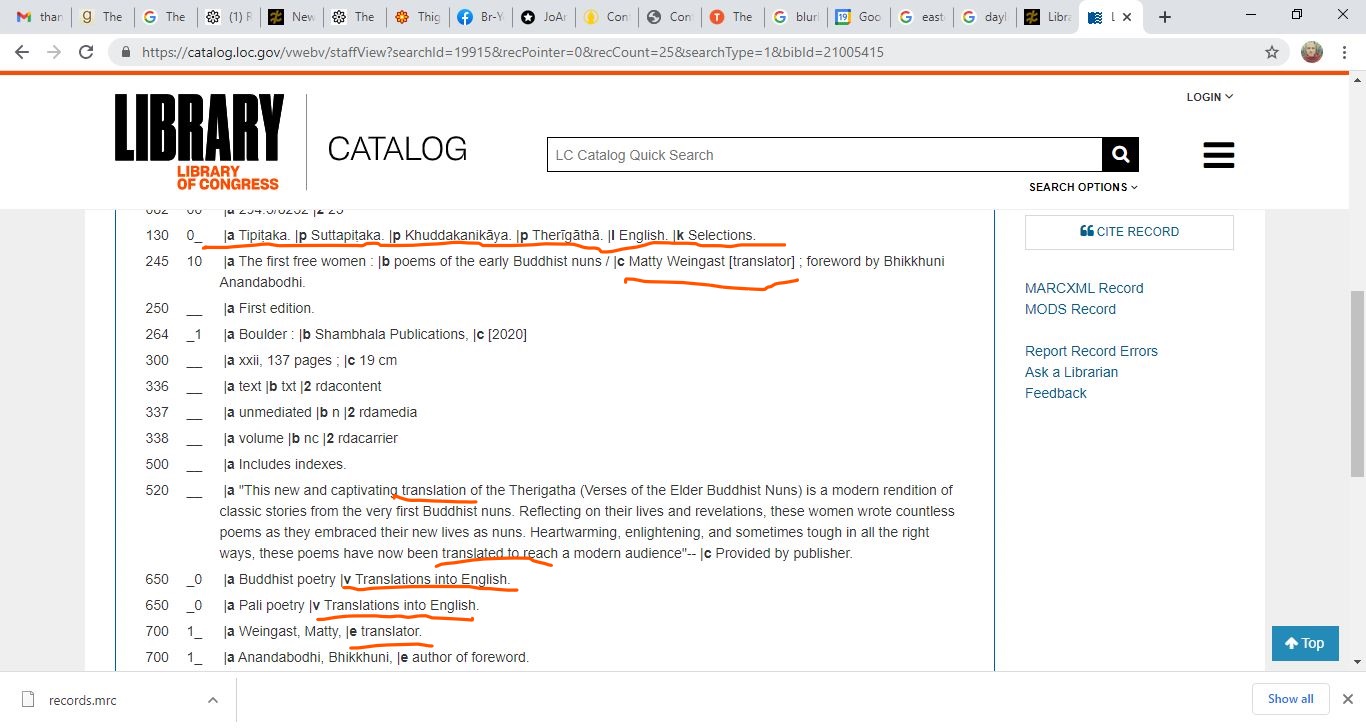 than
The
The
(1) F
New
The
Thig
Br-Y
JoAr
Con
Con
The
blur
Goo
east
dayl
Libra
L
https://catalog.loc.gov/vwebv/staffView?searchId=19915&recPointer=0&recCount=25&searchType=1&bibId=21005415
LOGIN
LIBRARY
LIBRARY
OF CONGRESS
CATALOG
LC Catalog Quick Search
SEARCH OPTIONS
082 00 |a 294.3/8232 |2 23
130 0_ |a Tipiṭaka. |p Suttapiṭaka. |p Khuddakanikāya. |p Therīgāthā. |l English. |k Selections.
245 10 |a The first free women : |b poems of the early Buddhist nuns / |c Matty Weingast [translator] ; foreword by Bhikkhuni
Anandabodhi.
250 __ |a First edition.
264 _1 |a Boulder : |b Shambhala Publications, |c [2020]
300 __ |a xxii, 137 pages ; |c 19 cm
336 __ |a text |b txt |2 rdacontent
337 __ |a unmediated |b n |2 rdamedia
338 __ |a volume |b nc |2 rdacarrier
500 __ |a Includes indexes.
520 __ |a "This new and captivating translation of the Therigatha (Verses of the Elder Buddhist Nuns) is a modern rendition of
classic stories from the very first Buddhist nuns. Reflecting on their lives and revelations, these women wrote countless
poems as they embraced their new lives as nuns. Heartwarming, enlightening, and sometimes tough in all the right
ways, these poems have now been translated to reach a modern audience"-- |c Provided by publisher.
650 _0 |a Buddhist poetry |v Translations into English.
650 _0 |a Pali poetry |v Translations into English.
700 1_ |a Weingast, Matty, |e translator.
700 1_ |a Anandabodhi, Bhikkhuni, |e author of foreword.
CITE RECORD
MARCXML Record
MODS Record
Report Record Errors
Ask a Librarian
Feedback
Top
records.mrc
Show all